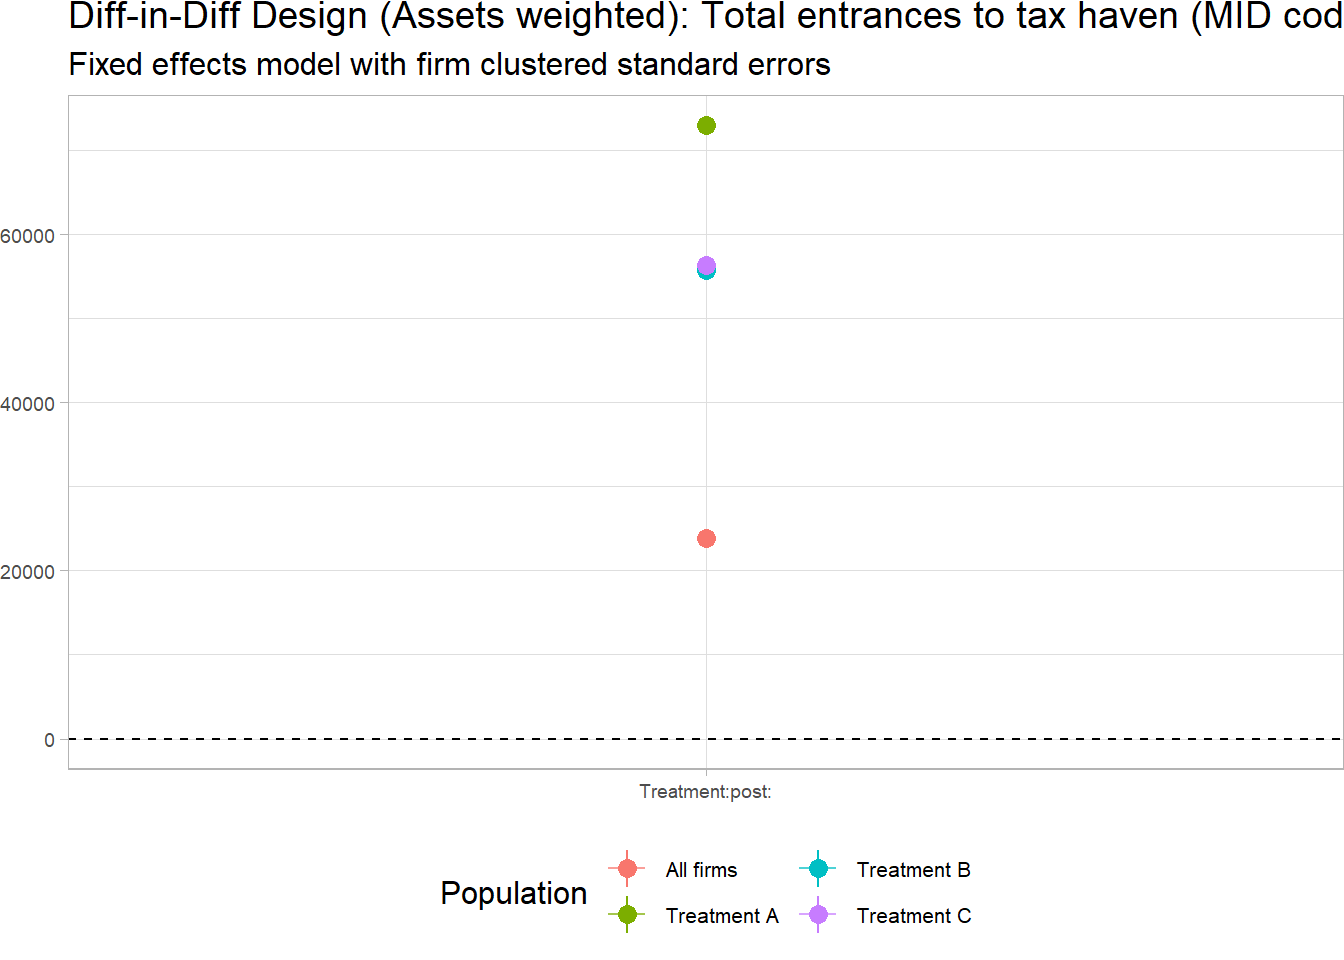 Diff-in-Diff Design (Assets weighted): Total entrances to tax haven (MID cod
Fixed effects model with firm clustered standard errors
60000
40000
20000
0
Treatment:post:
Population
All firms
Treatment B
Treatment A
Treatment C